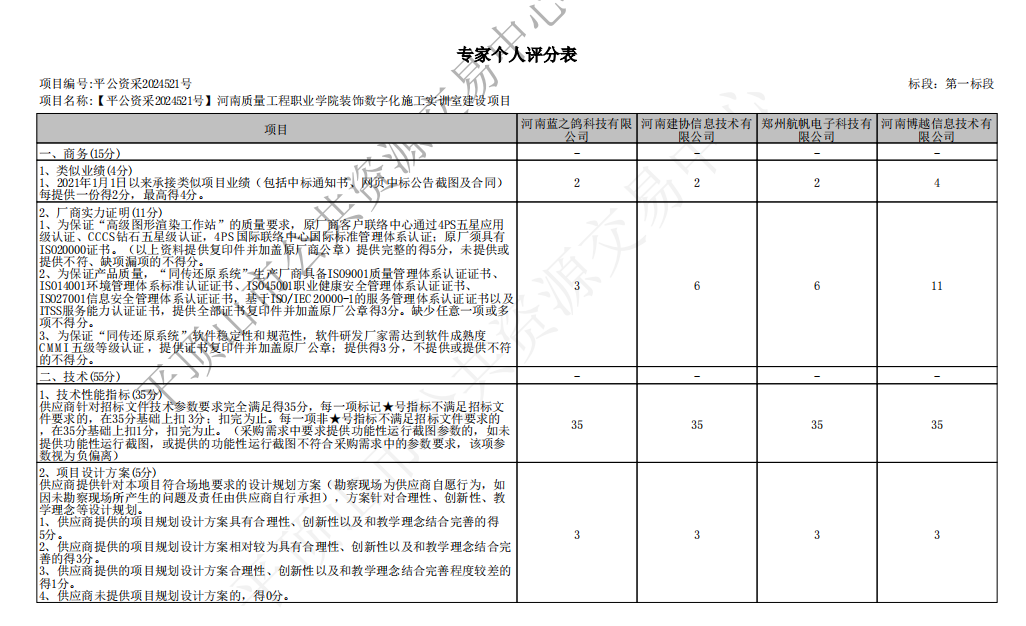 专家个人评分表
项目编号:平公资采2024521号
标段：第一标段
项目名称:【平公资采2024521号】河南质量工程职业学院装饰数字化施工实训室建设项目
项目
河南蓝之鸽科技有限
公司
河南建协信息技术有
限公司
郑州航帆电子科技有
限公司
河南博越信息技术有
限公司
一、商务(15分)
-
-
-
-
1、类似业绩(4分)
1、2021年1月1日以来承接类似项目业绩（包括中标通知书、网页中标公告截图及合同）
每提供一份得2分，最高得4分。
2
2
2
4
2、厂商实力证明(11分)
1、为保证“高级图形渲染工作站”的质量要求，原厂商客户联络中心通过4PS五星应用
级认证、CCCS钻石五星级认证，4PS国际联络中心国际标准管理体系认证；原厂须具有
ISO20000证书。（以上资料提供复印件并加盖原厂商公章）提供完整的得5分，未提供或
提供不符、缺项漏项的不得分。
2、为保证产品质量，“同传还原系统”生产厂商具备ISO9001质量管理体系认证证书、
ISO14001环境管理体系标准认证证书、ISO45001职业健康安全管理体系认证证书、
ISO27001信息安全管理体系认证证书，基于ISO/IEC20000-1的服务管理体系认证证书以及
ITSS服务能力认证证书，提供全部证书复印件并加盖原厂公章得3分。缺少任意一项或多
项不得分。
3、为保证“同传还原系统”软件稳定性和规范性，软件研发厂家需达到软件成熟度
CMMI五级等级认证，提供证书复印件并加盖原厂公章；提供得3分，不提供或提供不符
的不得分。
3
6
6
11
二、技术(55分)
-
-
-
-
1、技术性能指标(35分)
供应商针对招标文件技术参数要求完全满足得35分，每一项标记★号指标不满足招标文
件要求的，在35分基础上扣3分；扣完为止。每一项非★号指标不满足招标文件要求的
，在35分基础上扣1分，扣完为止。（采购需求中要求提供功能性运行截图参数的，如未
提供功能性运行截图，或提供的功能性运行截图不符合采购需求中的参数要求，该项参
数视为负偏离）
35
35
35
35
2、项目设计方案(5分)
供应商提供针对本项目符合场地要求的设计规划方案（勘察现场为供应商自愿行为，如
因未勘察现场所产生的问题及责任由供应商自行承担），方案针对合理性、创新性、教
学理念等设计规划。
1、供应商提供的项目规划设计方案具有合理性、创新性以及和教学理念结合完善的得
5分。
2、供应商提供的项目规划设计方案相对较为具有合理性、创新性以及和教学理念结合完
善的得3分。
3、供应商提供的项目规划设计方案合理性、创新性以及和教学理念结合完善程度较差的
得1分。
4、供应商未提供项目规划设计方案的，得0分。
3
3
3
3
平顶山市公共资源交易中心